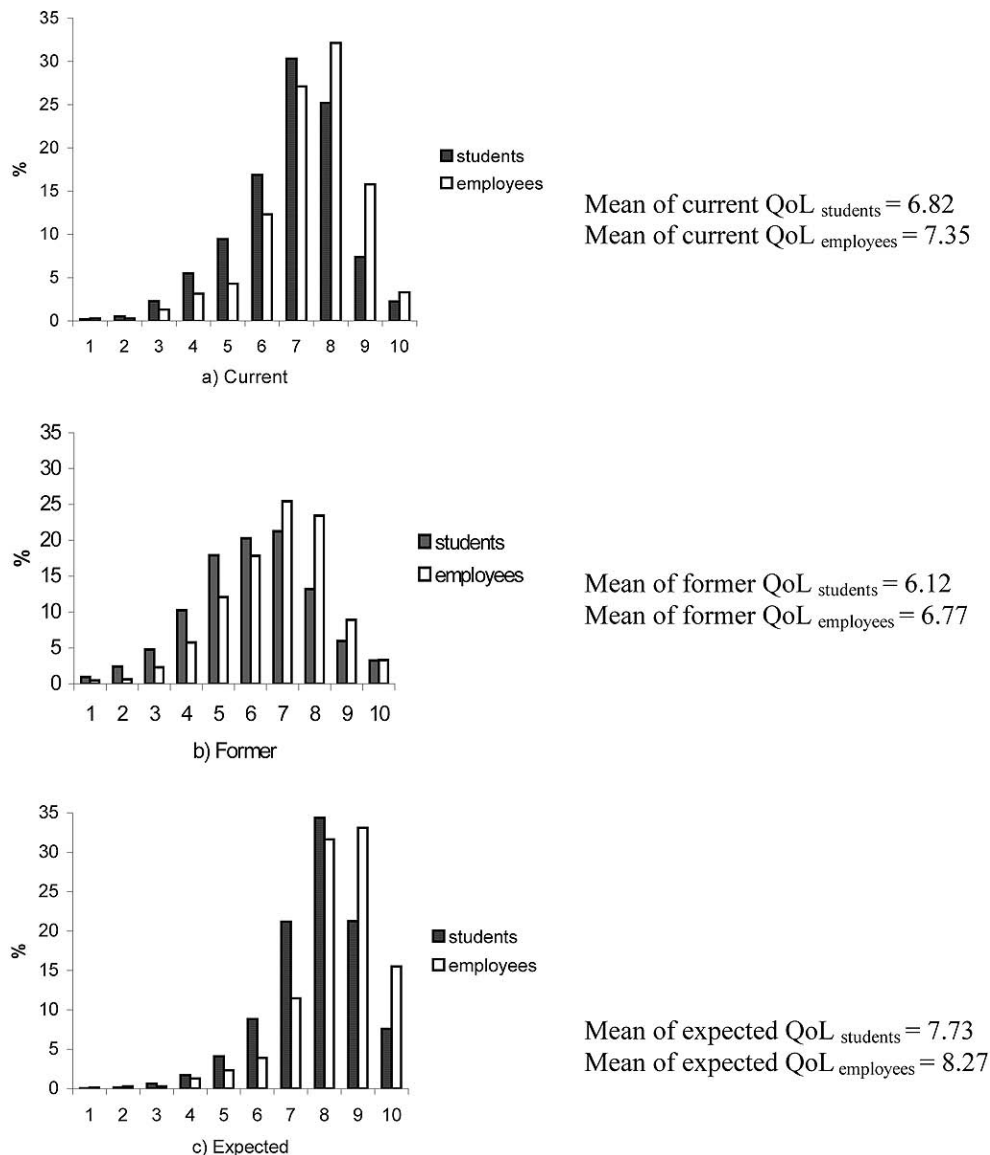 35
30
25
20
15
10
5
0
%
students
employees
1 2 3 4 5 6 7 8 9 10
a) Current
Mean of current QoL students = 6.82
Mean of current QoL employees = 7.35
35
30
25
20
15
10
5
0
%
students
employees
1 2 3 4 5 6 7 8 9 10
b) Former
Mean of former QoL students = 6.12
Mean of former QoL employees = 6.77
35
30
25
20
15
10
5
0
%
students
employees
1 2 3 4 5 6 7 8 9 10
c) Expected
Mean of expected QoL students = 7.73
Mean of expected QoL employees = 8.27